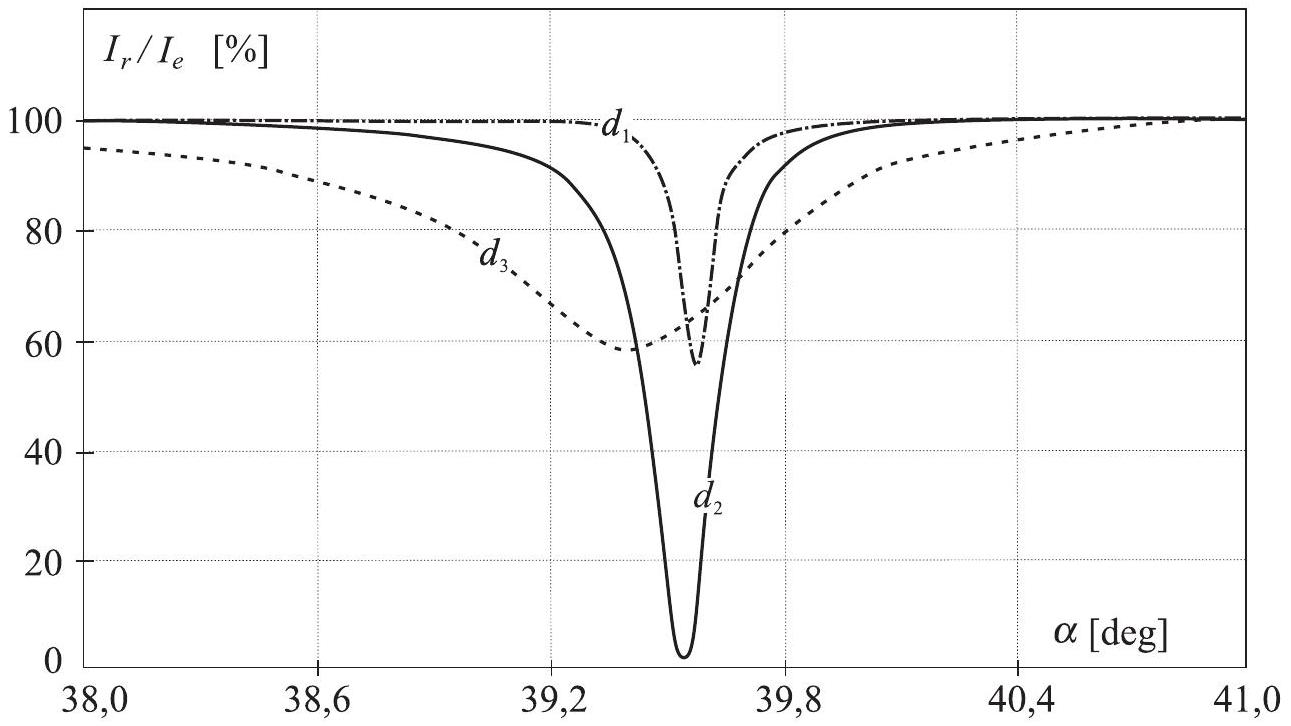 I_r / I_e [%]
100
d_1
80
d_3
60
40
d_2
20
α [deg]
0
38,0 38,6 39,2 39,8 40,4 41,0